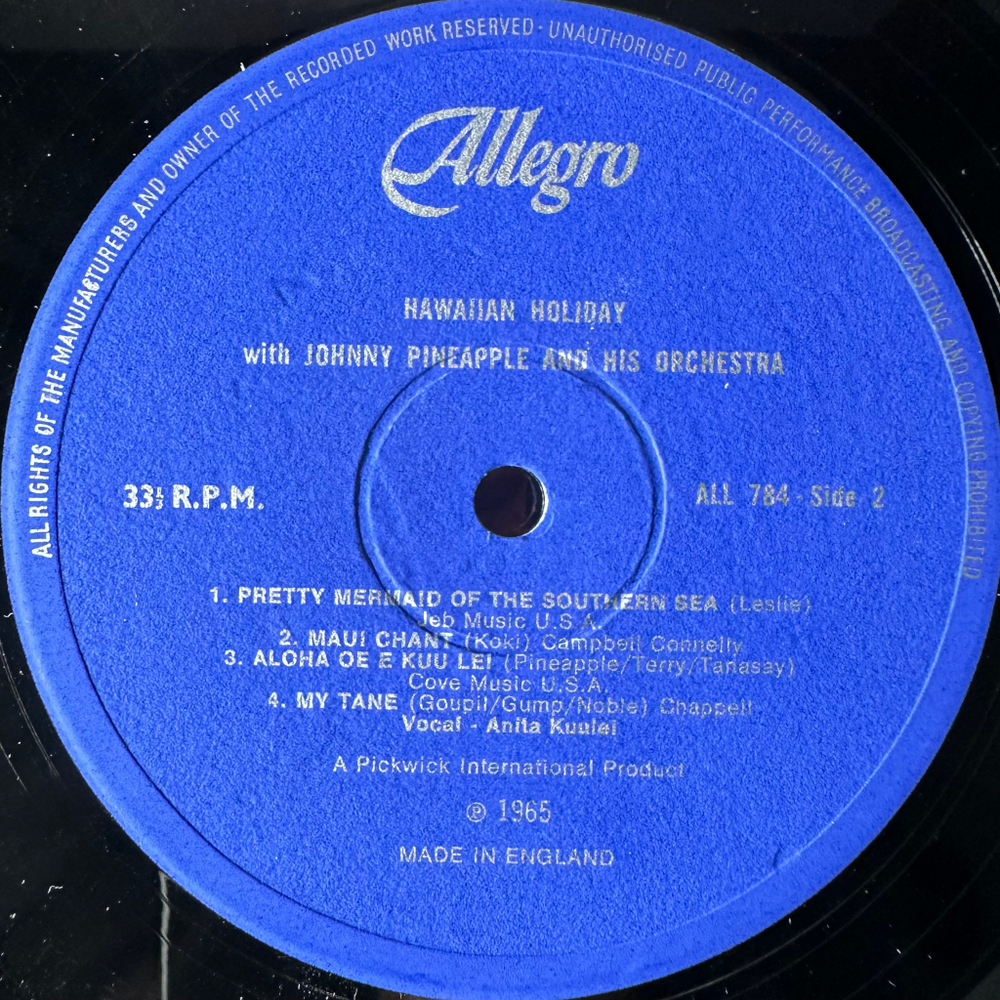 ALL RIGHTS OF THE MANUFACTURERS AND OWNER OF THE RECORDED WORK RESERVED · UNAUTHORISED PUBLIC PERFORMANCE BROADCASTING AND COPYING PROHIBITED
Allegro
HAWAIIAN HOLIDAY
with JOHNNY PINEAPPLE AND HIS ORCHESTRA
33⅓ R.P.M.
ALL 784 - Side 2
1. PRETTY MERMAID OF THE SOUTHERN SEA (Leslie)
Jeb Music U.S.A.
2. MAUI CHANT (Koki) Campbell Connelly
3. ALOHA OE E KUU LEI (Pineapple/Terry/Tanasay)
Cove Music U.S.A.
4. MY TANE (Goupil/Gump/Noble) Chappell
Vocal - Anita Kuulei
A Pickwick International Product
℗ 1965
MADE IN ENGLAND